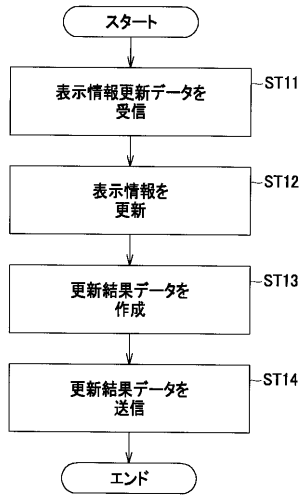 スタート
表示情報更新データを
受信
ST11
表示情報を
更新
ST12
更新結果データを
作成
ST13
更新結果データを
送信
ST14
エンド